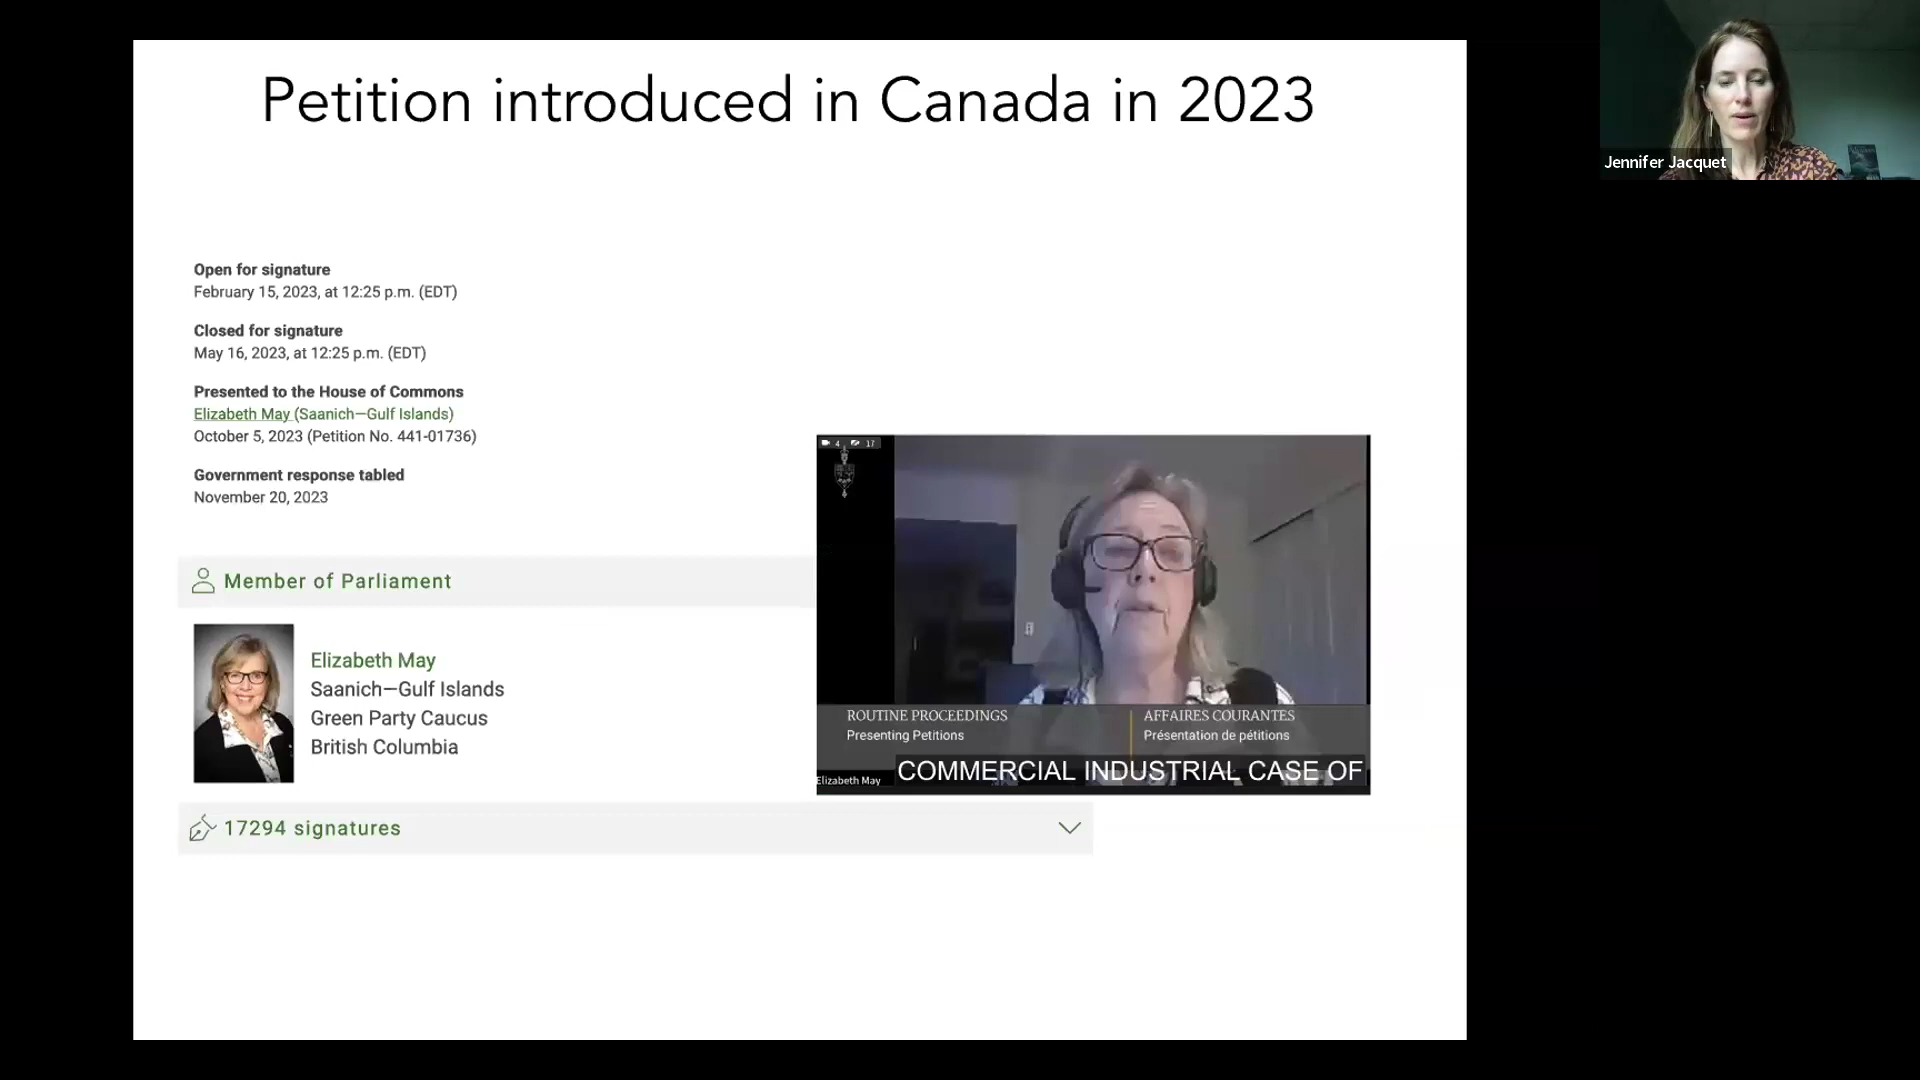 Petition introduced in Canada in 2023
Jennifer Jacquet
Open for signature
February 15, 2023, at 12:25 p.m. (EDT)
Closed for signature
May 16, 2023, at 12:25 p.m. (EDT)
Presented to the House of Commons
Elizabeth May (Saanich—Gulf Islands)
October 5, 2023 (Petition No. 441-01736)
Government response tabled
November 20, 2023
Member of Parliament
Elizabeth May
Saanich—Gulf Islands
Green Party Caucus
British Columbia
17294 signatures
4 17
ROUTINE PROCEEDINGS
Presenting Petitions
AFFAIRES COURANTES
Présentation de pétitions
Elizabeth May
COMMERCIAL INDUSTRIAL CASE OF